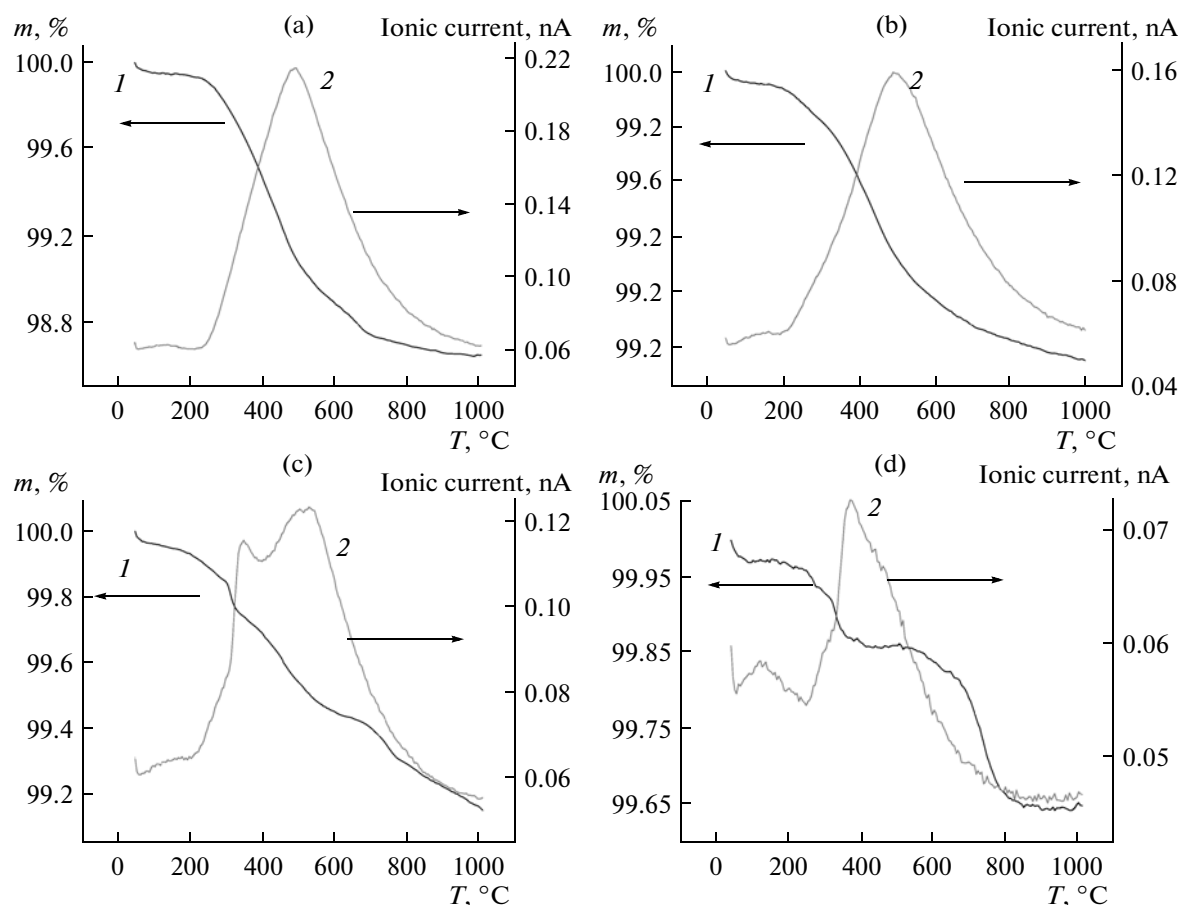 (a)
m, %
Ionic current, nA
100.0
99.6
99.2
98.8
1
2
0.22
0.18
0.14
0.10
0.06
0 200 400 600 800 1000
T, °C
(b)
m, %
Ionic current, nA
100.0
99.2
99.6
99.2
99.2
99.2
1
2
0.16
0.12
0.08
0.04
0 200 400 600 800 1000
T, °C
(c)
m, %
Ionic current, nA
100.0
99.8
99.6
99.4
99.2
1
2
0.12
0.10
0.08
0.06
0 200 400 600 800 1000
T, °C
(d)
m, %
Ionic current, nA
100.05
99.95
99.85
99.75
99.65
1
2
0.07
0.06
0.05
0 200 400 600 800 1000
T, °C